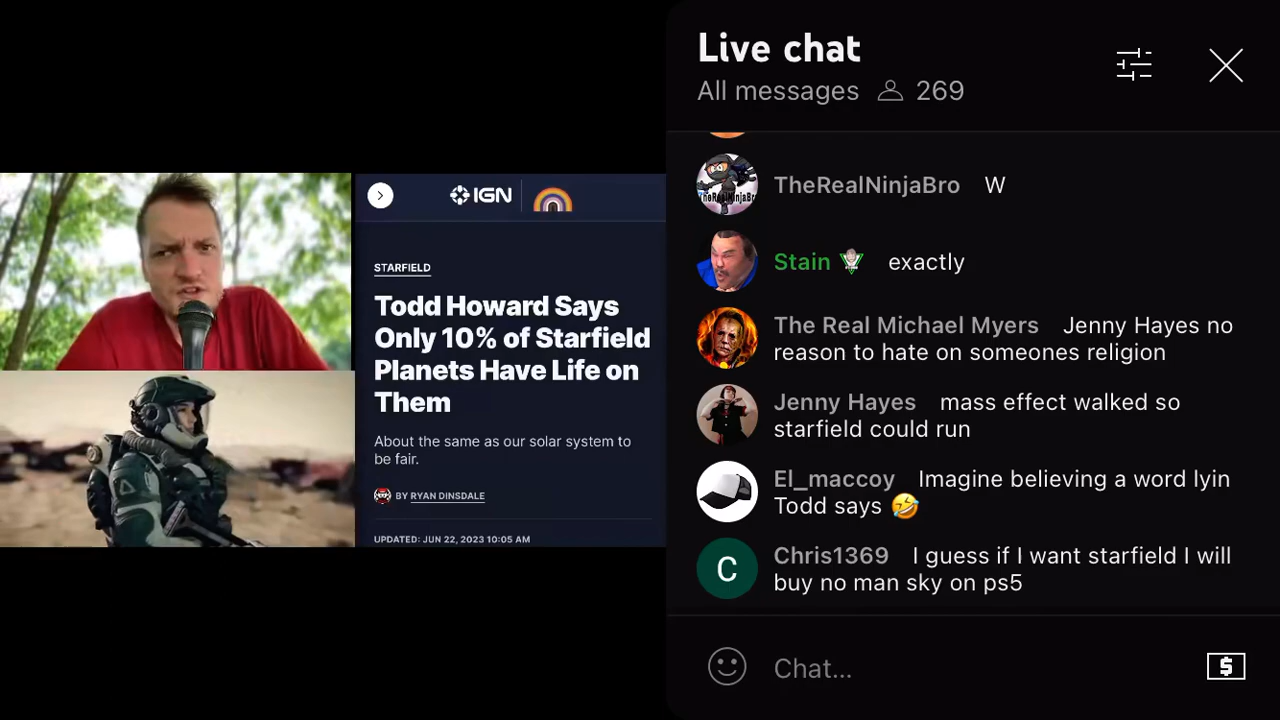 IGN
STARFIELD
Todd Howard Says
Only 10% of Starfield
Planets Have Life on
Them
About the same as our solar system to
be fair.
BY RYAN DINSDALE
UPDATED: JUN 22, 2023 10:05 AM
Live chat
All messages 269
TheRealNinjaBro W
Stain exactly
The Real Michael Myers Jenny Hayes no
reason to hate on someones religion
Jenny Hayes mass effect walked so
starfield could run
El_maccoy Imagine believing a word lyin
Todd says 🤣
C
Chris1369 I guess if I want starfield I will
buy no man sky on ps5
Chat...
$